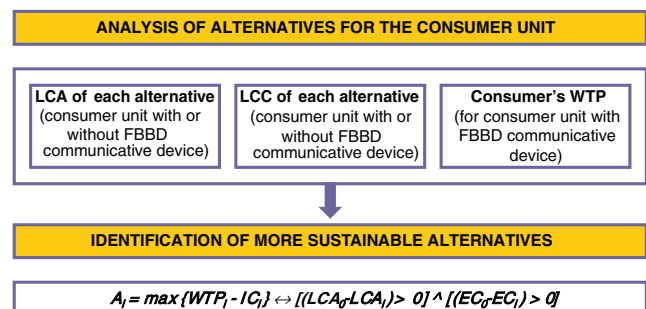 ANALYSIS OF ALTERNATIVES FOR THE CONSUMER UNIT
LCA of each alternative
(consumer unit with or
without FBBD
communicative device)
LCC of each alternative
(consumer unit with or
without FBBD
communicative device)
Consumer's WTP
(for consumer unit with
FBBD communicative
device)
IDENTIFICATION OF MORE SUSTAINABLE ALTERNATIVES
A_i = max {WTP_i - IC_i} ↔ [(LCA_0-LCA_i) > 0] ^ [(EC_0-EC_i) > 0]